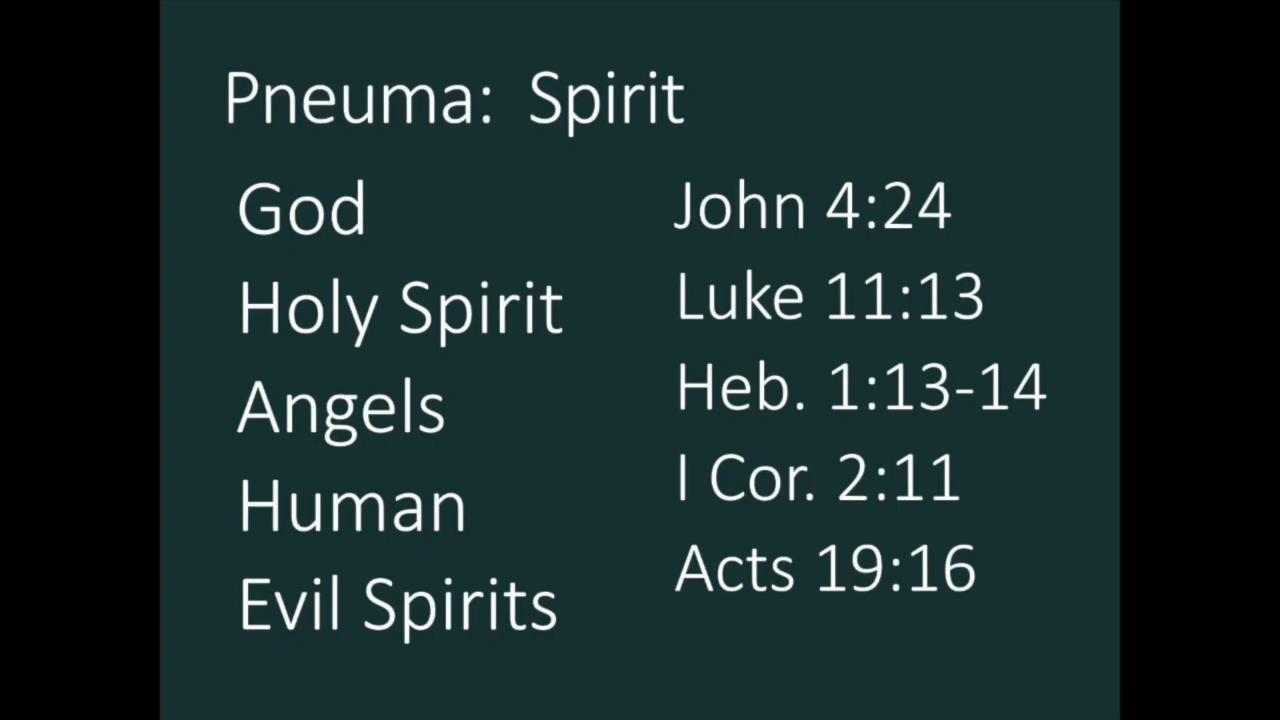 Pneuma: Spirit
God
Holy Spirit
Angels
Human
Evil Spirits
John 4:24
Luke 11:13
Heb. 1:13-14
I Cor. 2:11
Acts 19:16